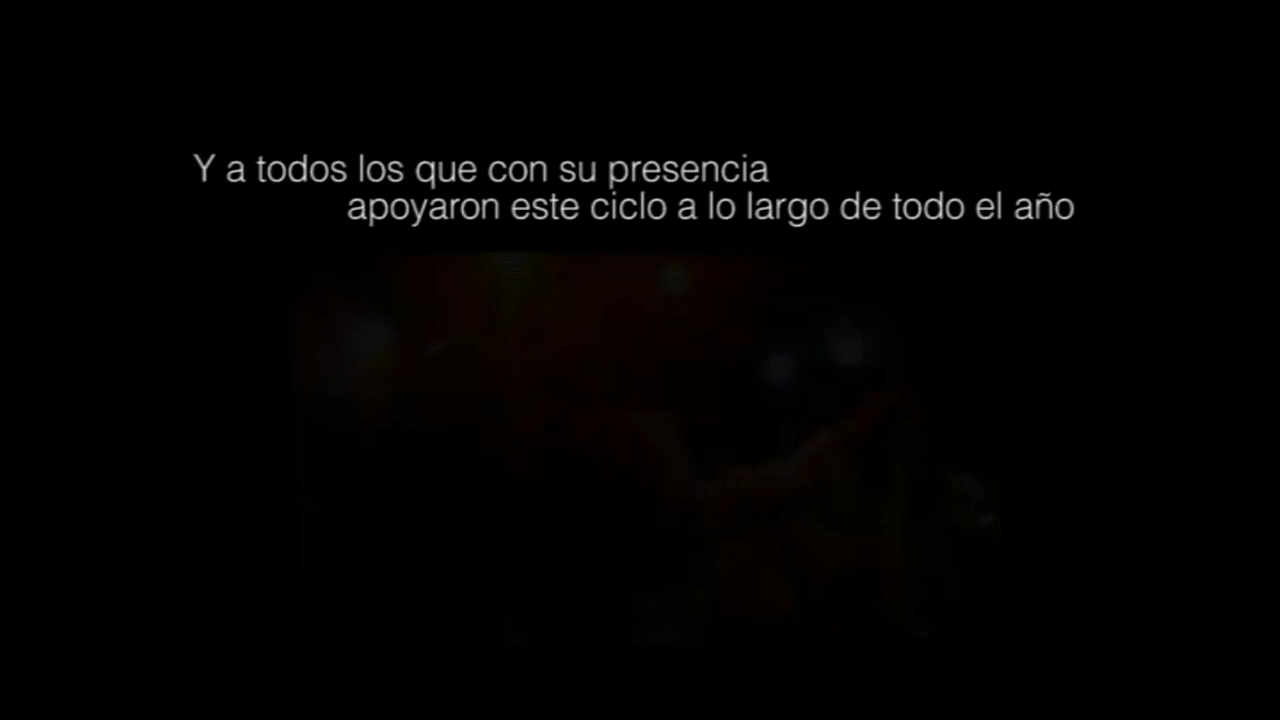 Y a todos los que con su presencia
apoyaron este ciclo a lo largo de todo el año